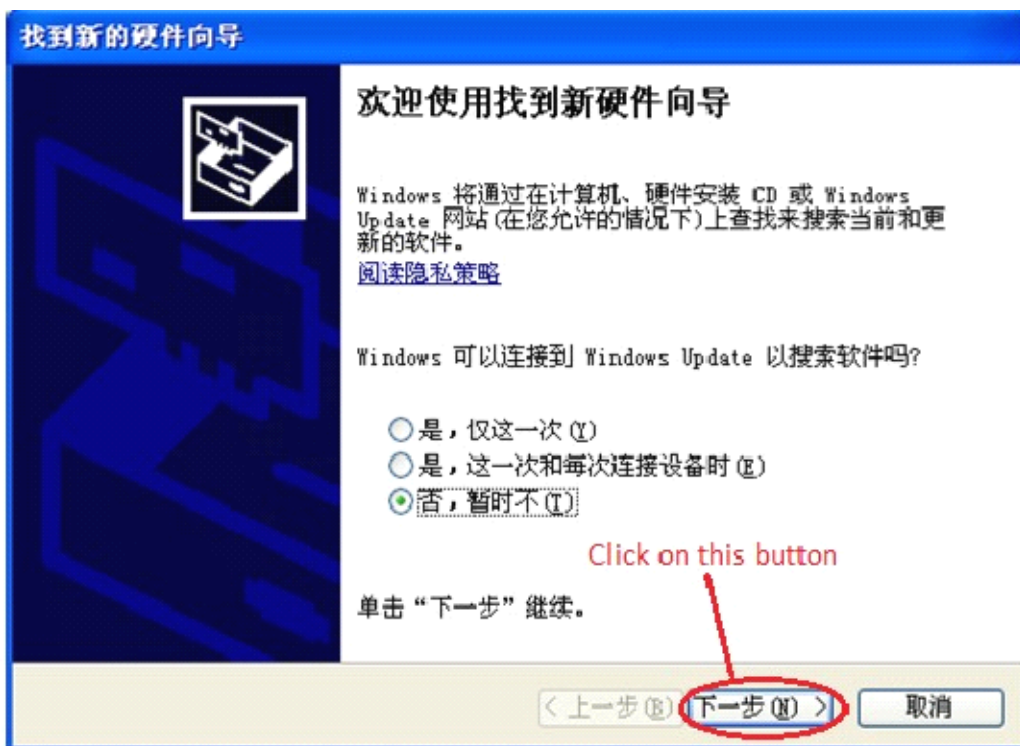 找到新的硬件向导
欢迎使用找到新硬件向导
Windows 将通过在计算机、硬件安装 CD 或 Windows
Update 网站(在您允许的情况下)上查找来搜索当前和更
新的软件。
阅读隐私策略
Windows 可以连接到 Windows Update 以搜索软件吗?
是，仅这一次(Y)
是，这一次和每次连接设备时(E)
否，暂时不(T)
Click on this button
单击“下一步”继续。
< 上一步(B) 下一步(N) > 取消